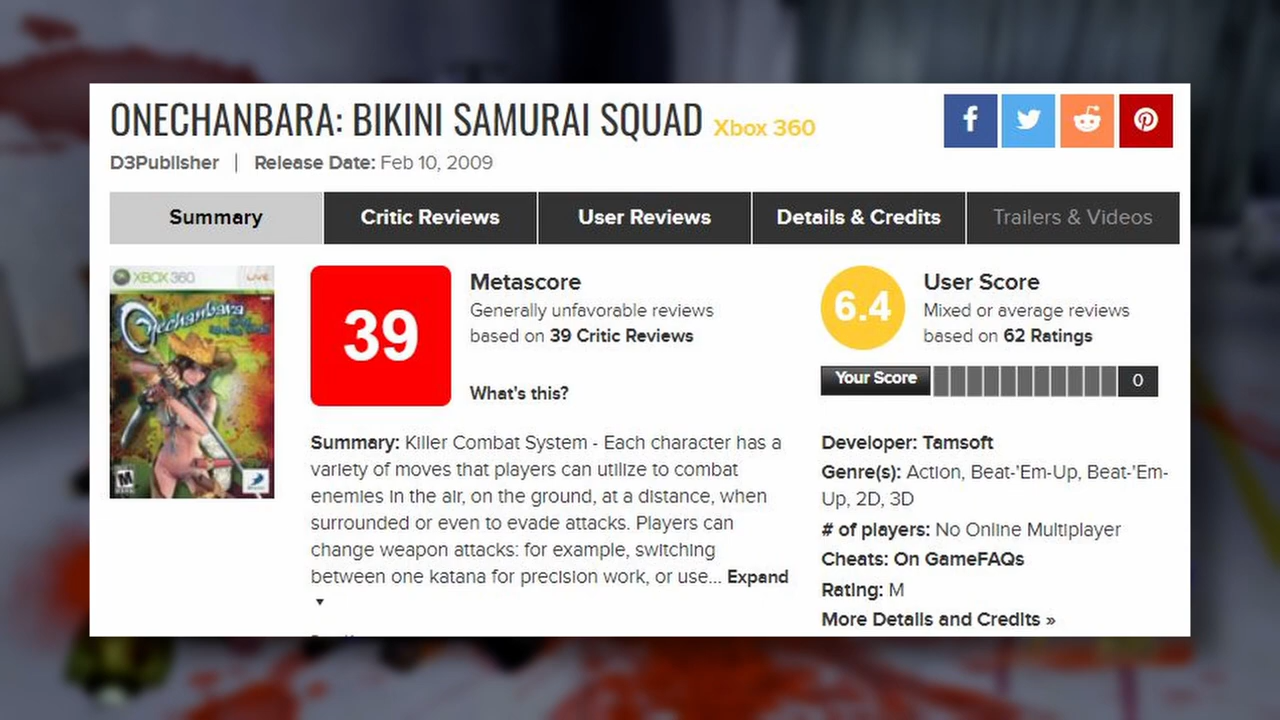 ONECHANBARA: BIKINI SAMURAI SQUAD Xbox 360
D3Publisher | Release Date: Feb 10, 2009
Summary
Critic Reviews
User Reviews
Details & Credits
Trailers & Videos
XBOX 360 LIVE
Onechanbara
M
39
Metascore
Generally unfavorable reviews
based on 39 Critic Reviews
What's this?
6.4
User Score
Mixed or average reviews
based on 62 Ratings
Your Score
0
Summary: Killer Combat System - Each character has a
variety of moves that players can utilize to combat
enemies in the air, on the ground, at a distance, when
surrounded or even to evade attacks. Players can
change weapon attacks: for example, switching
between one katana for precision work, or use... Expand
Developer: Tamsoft
Genre(s): Action, Beat-'Em-Up, Beat-'Em-
Up, 2D, 3D
# of players: No Online Multiplayer
Cheats: On GameFAQs
Rating: M
More Details and Credits »